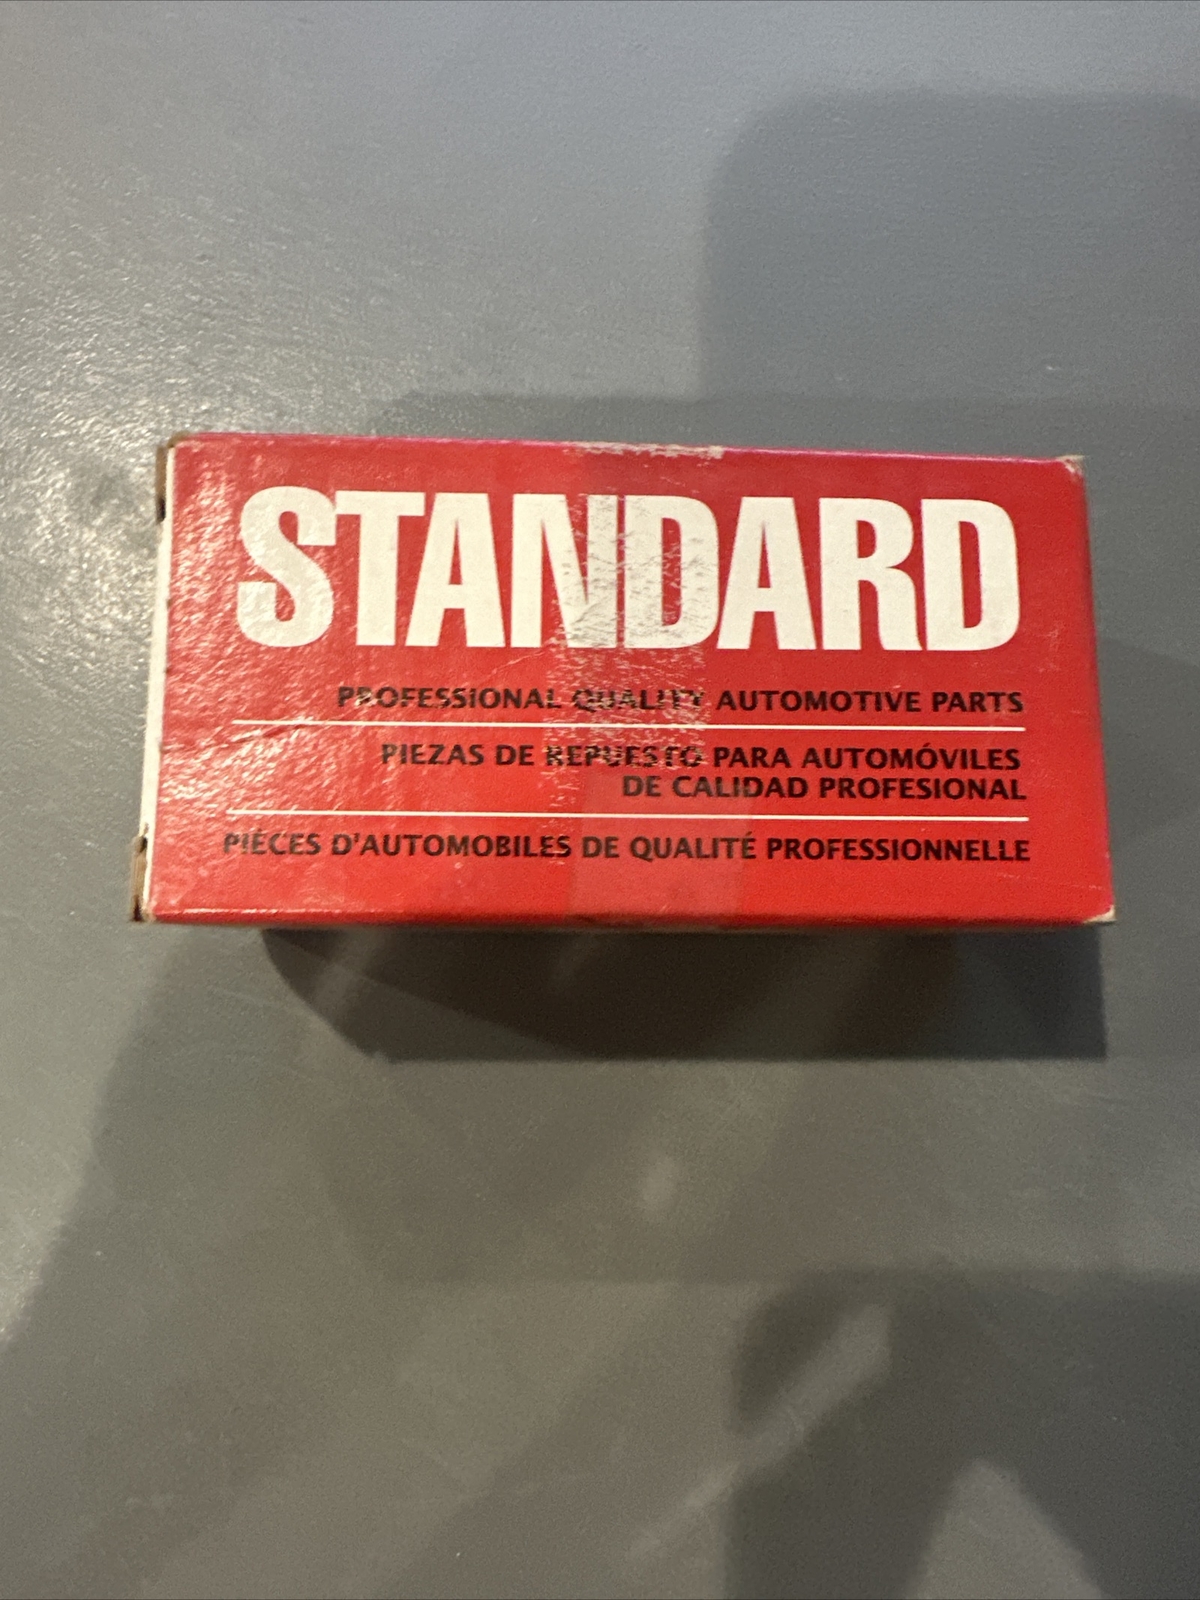 STANDARD
PROFESSIONAL QUALITY AUTOMOTIVE PARTS
PIEZAS DE REPUESTO PARA AUTOMÓVILES
DE CALIDAD PROFESIONAL
PIÈCES D'AUTOMOBILES DE QUALITÉ PROFESSIONNELLE